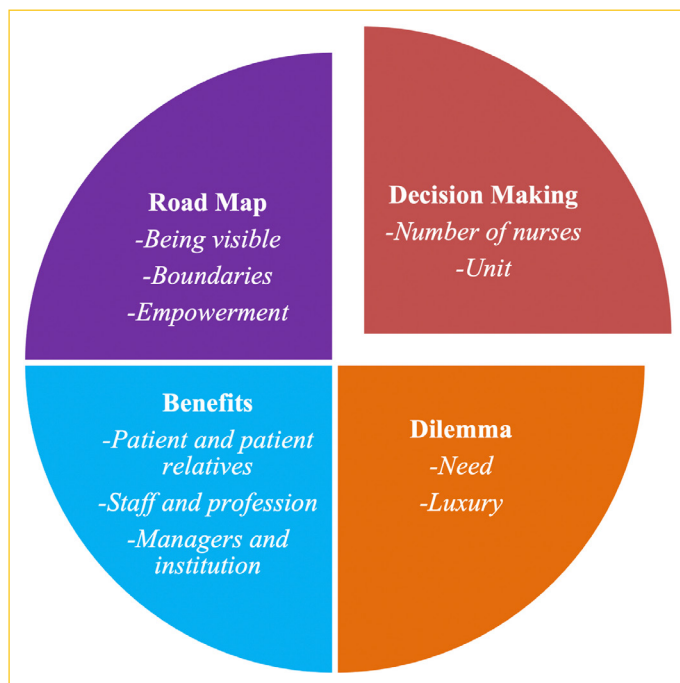 Road Map
-Being visible
-Boundaries
-Empowerment
Decision Making
-Number of nurses
-Unit
Benefits
-Patient and patient
relatives
-Staff and profession
-Managers and
institution
Dilemma
-Need
-Luxury